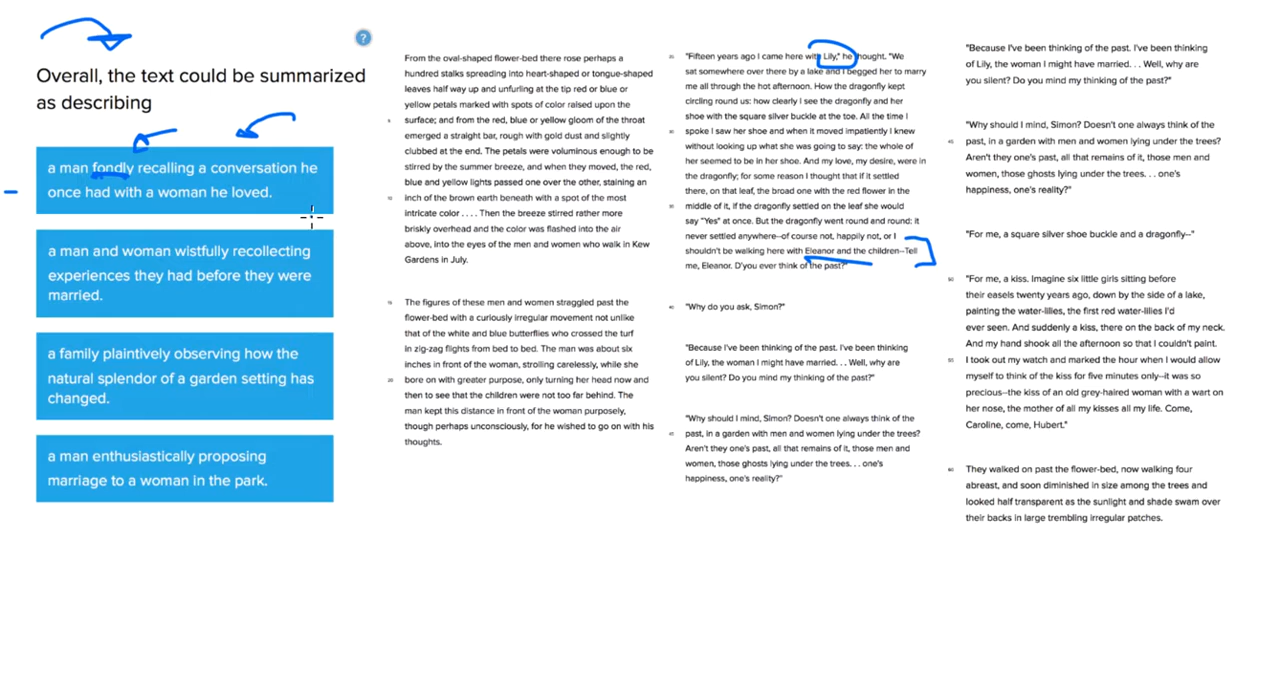 ?
Overall, the text could be summarized
as describing
a man fondly recalling a conversation he
once had with a woman he loved.
a man and woman wistfully recollecting
experiences they had before they were
married.
a family plaintively observing how the
natural splendor of a garden setting has
changed.
a man enthusiastically proposing
marriage to a woman in the park.
From the oval-shaped flower-bed there rose perhaps a
hundred stalks spreading into heart-shaped or tongue-shaped
leaves half way up and unfurling at the tip red or blue or
yellow petals marked with spots of color raised upon the
5 surface; and from the red, blue or yellow gloom of the throat
emerged a straight bar, rough with gold dust and slightly
clubbed at the end. The petals were voluminous enough to be
stirred by the summer breeze, and when they moved, the red,
blue and yellow lights passed one over the other, staining an
10 inch of the brown earth beneath with a spot of the most
intricate color . . . . Then the breeze stirred rather more
briskly overhead and the color was flashed into the air
above, into the eyes of the men and women who walk in Kew
Gardens in July.
15 The figures of these men and women straggled past the
flower-bed with a curiously irregular movement not unlike
that of the white and blue butterflies who crossed the turf
in zig-zag flights from bed to bed. The man was about six
inches in front of the woman, strolling carelessly, while she
20 bore on with greater purpose, only turning her head now and
then to see that the children were not too far behind. The
man kept this distance in front of the woman purposely,
though perhaps unconsciously, for he wished to go on with his
thoughts.
25 "Fifteen years ago I came here with Lily," he thought. "We
sat somewhere over there by a lake and I begged her to marry
me all through the hot afternoon. How the dragonfly kept
circling round us: how clearly I see the dragonfly and her
shoe with the square silver buckle at the toe. All the time I
30 spoke I saw her shoe and when it moved impatiently I knew
without looking up what she was going to say: the whole of
her seemed to be in her shoe. And my love, my desire, were in
the dragonfly; for some reason I thought that if it settled
there, on that leaf, the broad one with the red flower in the
35 middle of it, if the dragonfly settled on the leaf she would
say "Yes" at once. But the dragonfly went round and round: it
never settled anywhere--of course not, happily not, or I
shouldn't be walking here with Eleanor and the children--Tell
me, Eleanor. D'you ever think of the past?"
40 "Why do you ask, Simon?"
"Because I've been thinking of the past. I've been thinking
of Lily, the woman I might have married. . . Well, why are
you silent? Do you mind my thinking of the past?"
"Why should I mind, Simon? Doesn't one always think of the
45 past, in a garden with men and women lying under the trees?
Aren't they one's past, all that remains of it, those men and
women, those ghosts lying under the trees. . . one's
happiness, one's reality?"
"Because I've been thinking of the past. I've been thinking
of Lily, the woman I might have married. . . Well, why are
you silent? Do you mind my thinking of the past?"
"Why should I mind, Simon? Doesn't one always think of the
45 past, in a garden with men and women lying under the trees?
Aren't they one's past, all that remains of it, those men and
women, those ghosts lying under the trees. . . one's
happiness, one's reality?"
"For me, a square silver shoe buckle and a dragonfly--"
50 "For me, a kiss. Imagine six little girls sitting before
their easels twenty years ago, down by the side of a lake,
painting the water-lilies, the first red water-lilies I'd
ever seen. And suddenly a kiss, there on the back of my neck.
And my hand shook all the afternoon so that I couldn't paint.
55 I took out my watch and marked the hour when I would allow
myself to think of the kiss for five minutes only--it was so
precious--the kiss of an old grey-haired woman with a wart on
her nose, the mother of all my kisses all my life. Come,
Caroline, come, Hubert."
60 They walked on past the flower-bed, now walking four
abreast, and soon diminished in size among the trees and
looked half transparent as the sunlight and shade swam over
their backs in large trembling irregular patches.